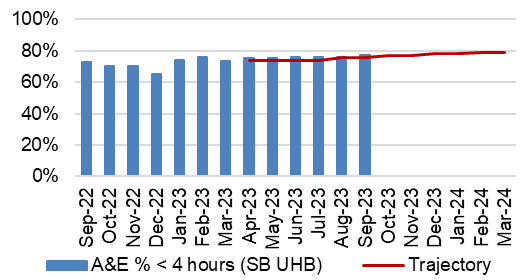 100%
80%
60%
40%
20%
0%
Sep-22
Oct-22
Nov-22
Dec-22
Jan-23
Feb-23
Mar-23
Apr-23
May-23
Jun-23
Jul-23
Aug-23
Sep-23
Oct-23
Nov-23
Dec-23
Jan-24
Feb-24
Mar-24
A&E % < 4 hours (SB UHB)
Trajectory